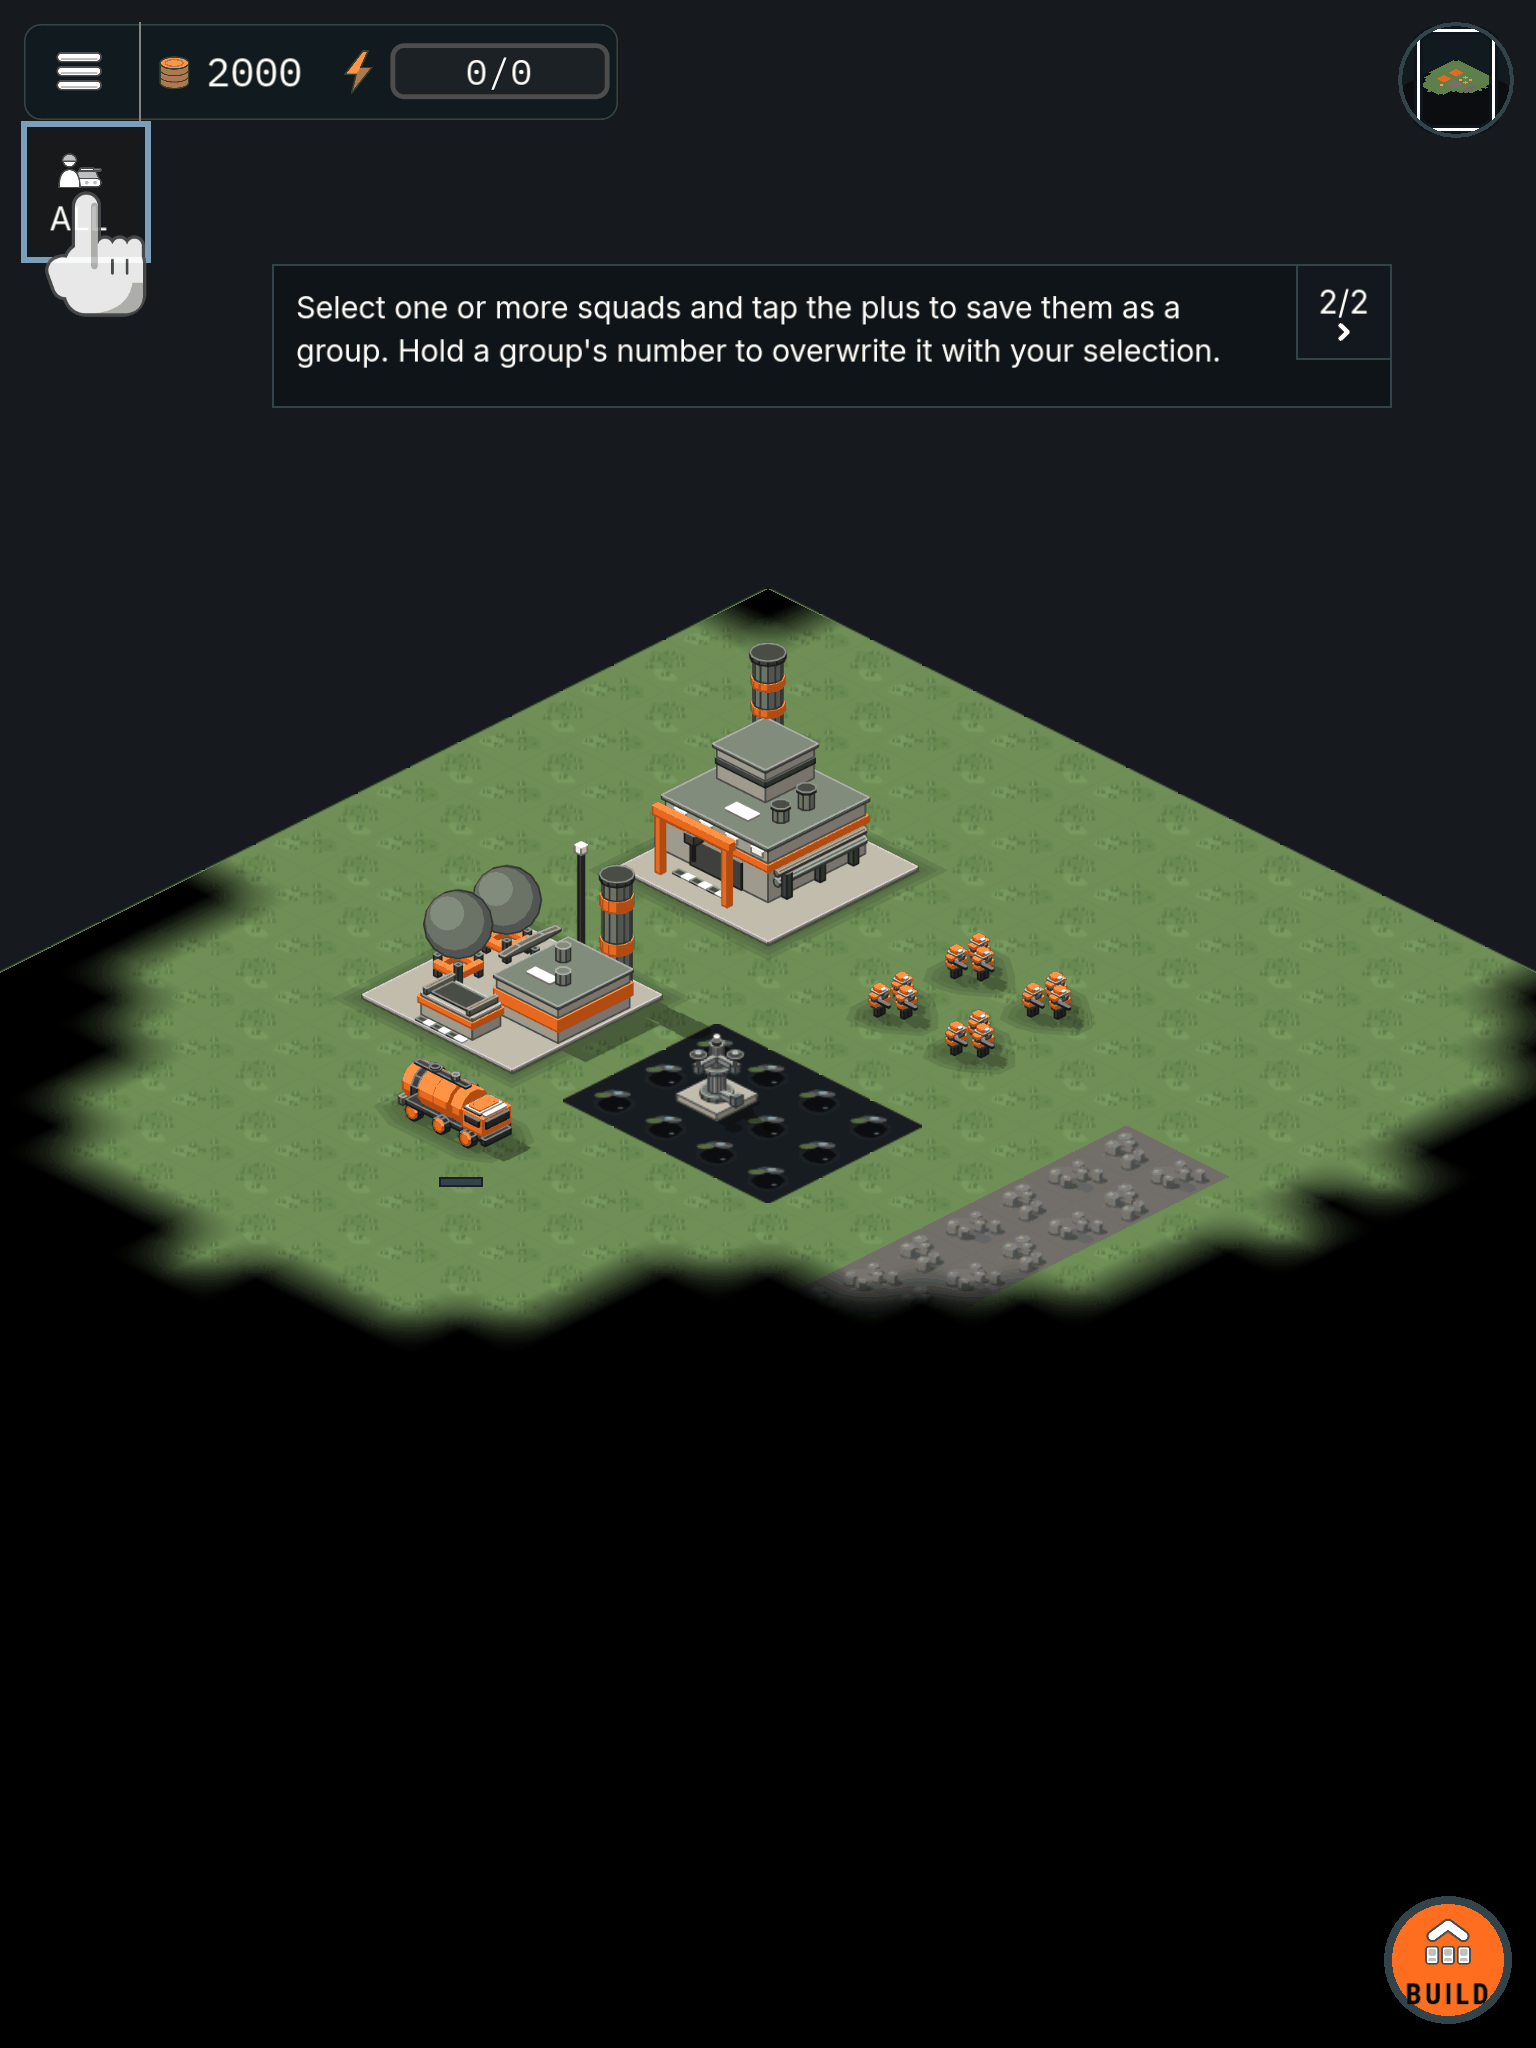 2000
0/0
ALL
Select one or more squads and tap the plus to save them as a
group. Hold a group's number to overwrite it with your selection.
2/2
BUILD